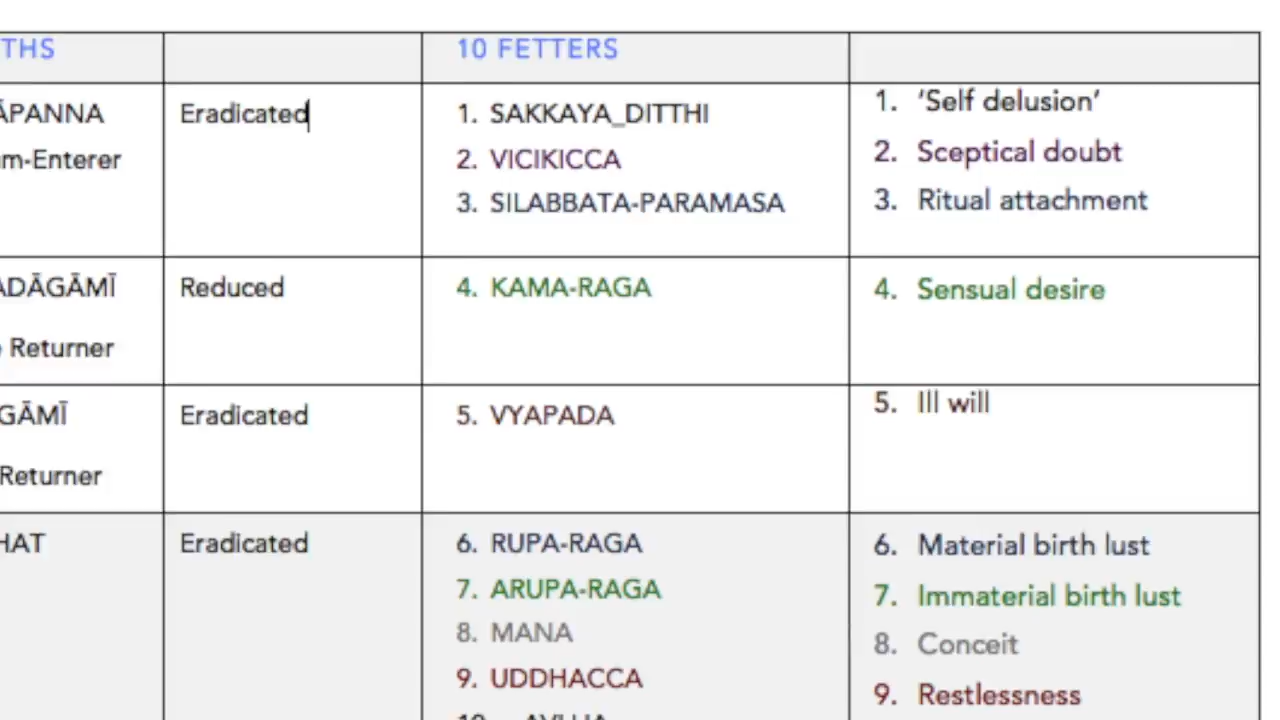 THS
10 FETTERS
ĀPANNA
m-Enterer
Eradicated
1. SAKKAYA_DITTHI
2. VICIKICCA
3. SILABBATA-PARAMASA
1. ‘Self delusion’
2. Sceptical doubt
3. Ritual attachment
ADĀGĀMĪ
Returner
Reduced
4. KAMA-RAGA
4. Sensual desire
GĀMĪ
Returner
Eradicated
5. VYAPADA
5. Ill will
HAT
Eradicated
6. RUPA-RAGA
7. ARUPA-RAGA
8. MANA
9. UDDHACCA
6. Material birth lust
7. Immaterial birth lust
8. Conceit
9. Restlessness